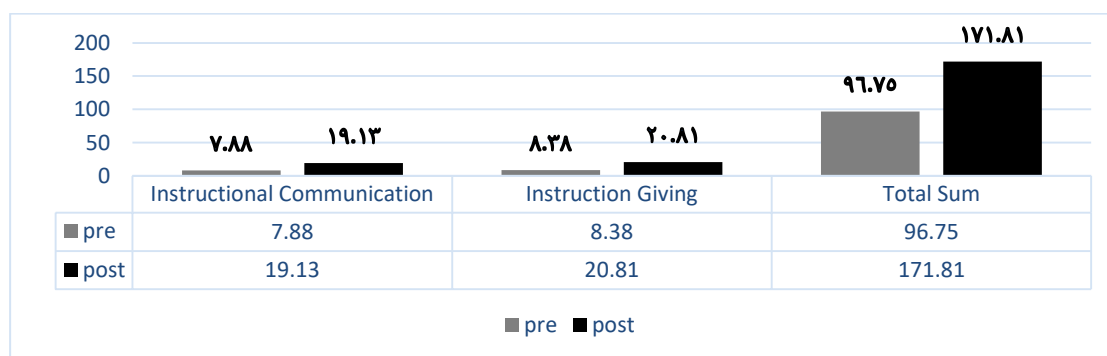 200
150
100
50
0
٧.٨٨
١٩.١٣
٨.٣٨
٢٠.٨١
٩٦.٧٥
١٧١.٨١
Instructional Communication Instruction Giving Total Sum
pre 7.88 8.38 96.75
post 19.13 20.81 171.81
pre post